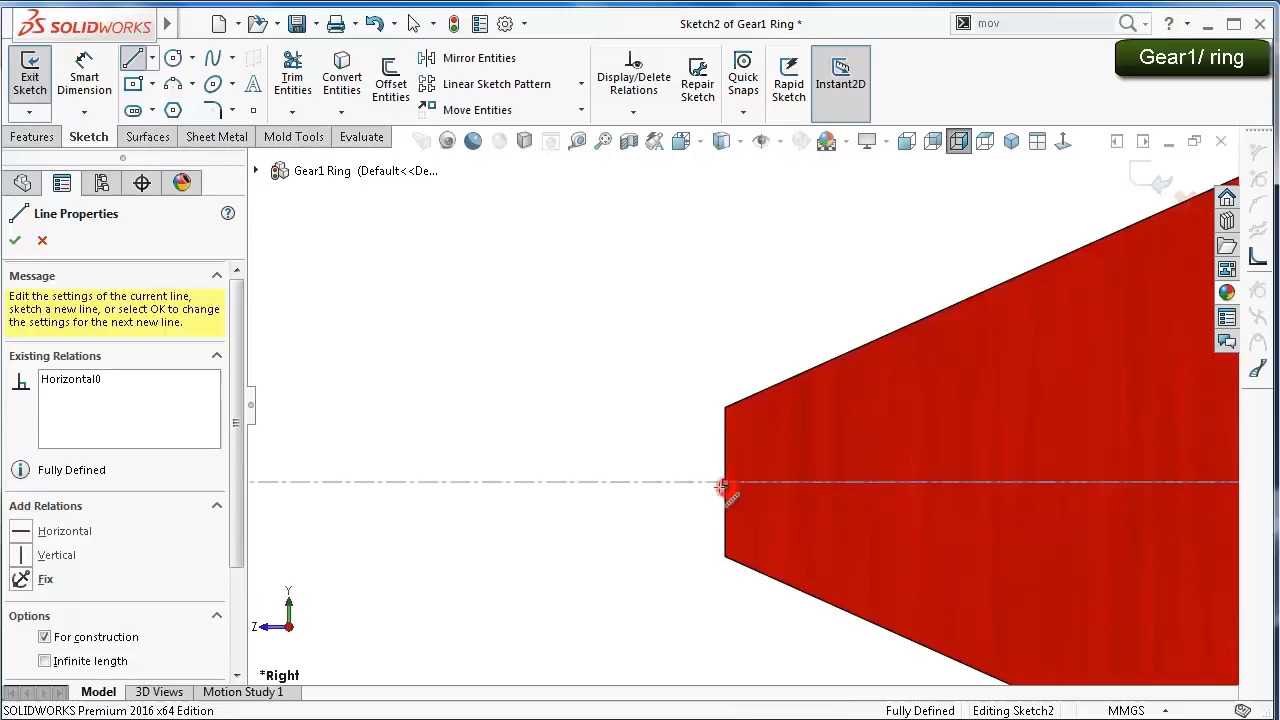 SOLIDWORKS
Sketch2 of Gear1 Ring *
mov
Gear1/ ring
Exit
Sketch
Smart
Dimension
Trim
Entities
Convert
Entities
Offset
Entities
Mirror Entities
Linear Sketch Pattern
Move Entities
Display/Delete
Relations
Repair
Sketch
Quick
Snaps
Rapid
Sketch
Instant2D
Features
Sketch
Surfaces
Sheet Metal
Mold Tools
Evaluate
Gear1 Ring (Default<<De...
Line Properties
Message
Edit the settings of the current line,
sketch a new line, or select OK to change
the settings for the next new line.
Existing Relations
Horizontal0
Fully Defined
Add Relations
Horizontal
Vertical
Fix
Options
For construction
Infinite length
Y
Z
*Right
Model
3D Views
Motion Study 1
SOLIDWORKS Premium 2016 x64 Edition
Fully Defined
Editing Sketch2
MMGS